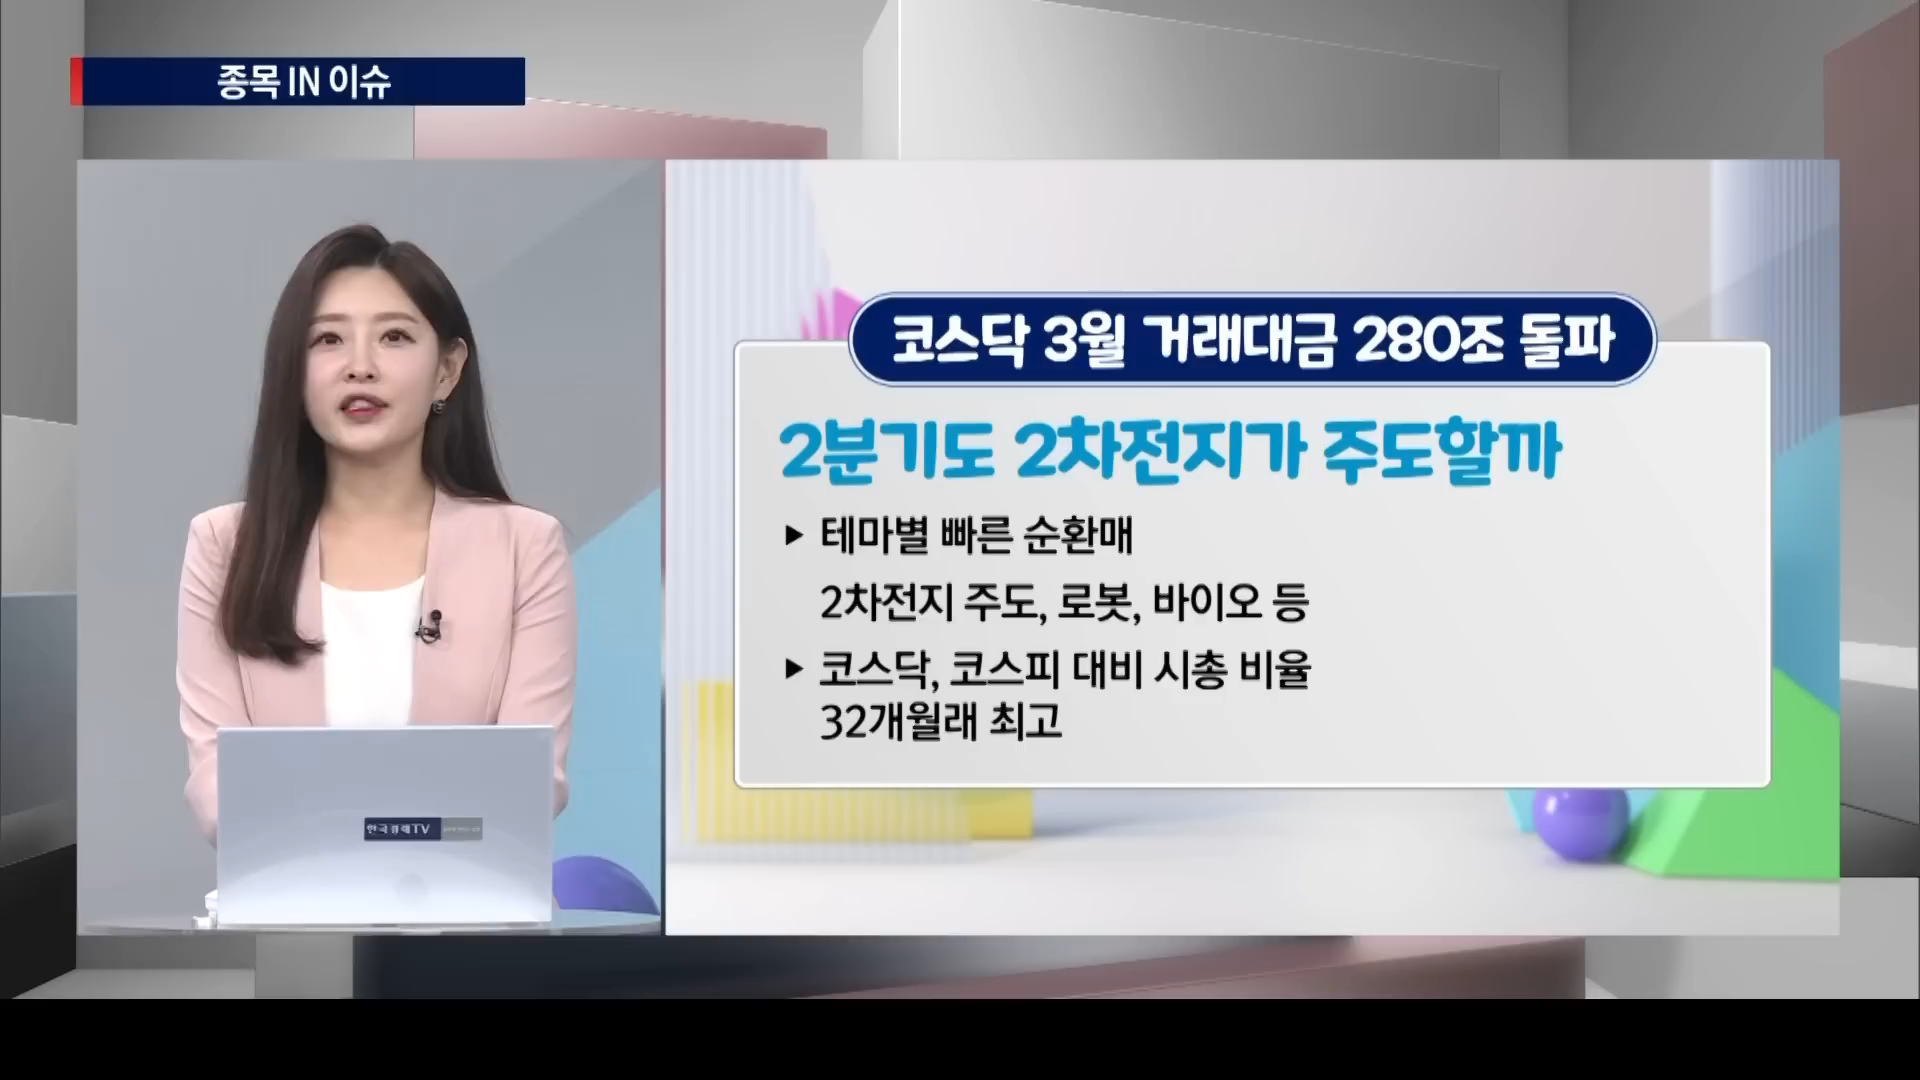 종목 IN 이슈
코스닥 3월 거래대금 280조 돌파
2분기도 2차전지가 주도할까
▶ 테마별 빠른 순환매
2차전지 주도, 로봇, 바이오 등
▶ 코스닥, 코스피 대비 시총 비율
32개월래 최고
한국경제TV